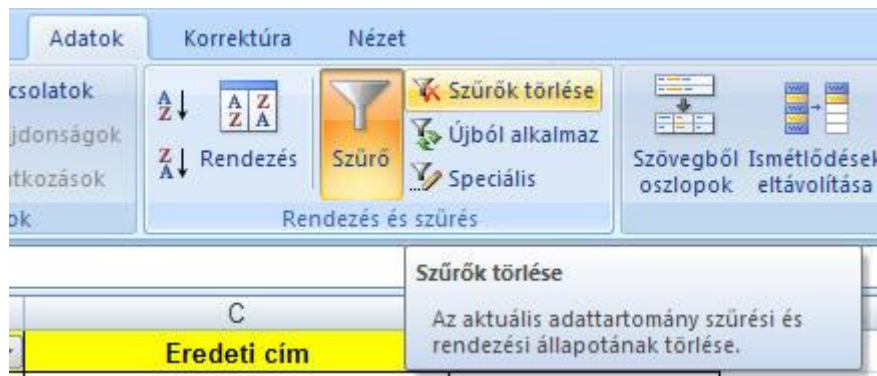 Adatok Korrektúra Nézet
csolatok
jdonságok
tkozások
ok
A
Z
Z
A
A Z
Z A
Rendezés
Szűrő
Szűrők törlése
Újból alkalmaz
Speciális
Rendezés és szűrés
Szövegből
oszlopok
Ismétlődések
eltávolítása
Szűrők törlése
Az aktuális adattartomány szűrési és
rendezési állapotának törlése.
C
Eredeti cím